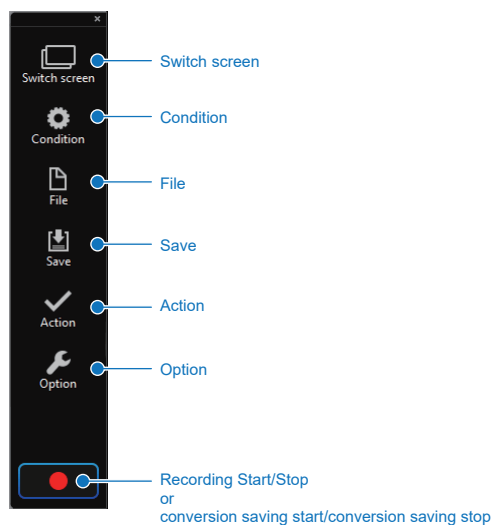 ×
Switch screen
Switch screen
Condition
Condition
File
File
Save
Save
Action
Action
Option
Option
Recording Start/Stop
or
conversion saving start/conversion saving stop